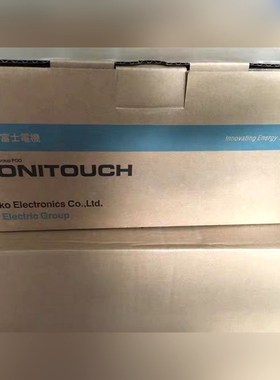 富士電機
Innovating Energy
ONITOUCH
ko Electronics Co.,Ltd.
Electric Group